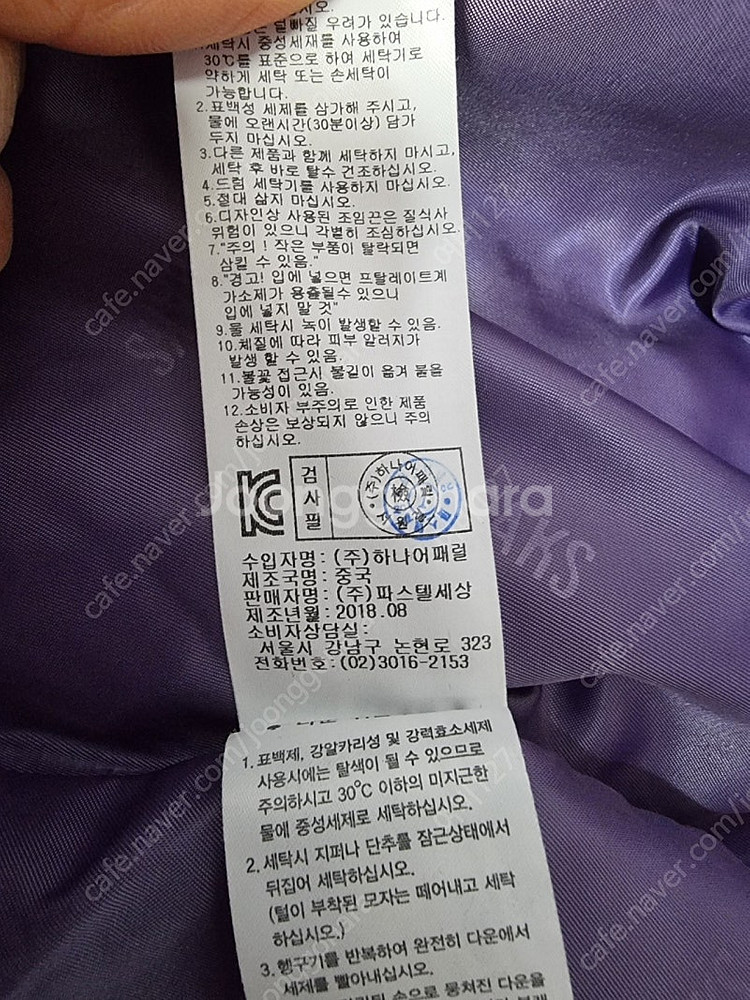 털빠질 우려가 있습니다.
세탁시 중성세제를 사용하여
30℃를 표준으로 하여 세탁기로
약하게 세탁 또는 손세탁이
가능합니다.
2.표백성 세제를 삼가해 주시고,
물에 오랜시간(30분이상) 담가
두지 마십시오.
3.다른 제품과 함께 세탁하지 마시고,
세탁 후 바로 탈수 건조하십시오.
4.드럼 세탁기를 사용하지 마십시오.
5.절대 삶지 마십시오.
6.디자인상 사용된 조임끈은 질식사
위험이 있으니 각별히 조심하십시오.
7."주의 ! 작은 부품이 탈락되면
삼킬 수 있음."
8."경고! 입에 넣으면 프탈레이트계
가소제가 용출될수 있으니
입에 넣지 말 것"
9.물 세탁시 녹이 발생할 수 있음.
10.체질에 따라 피부 알러지가
발생 할 수 있음.
11.불꽃 접근시 불길이 옮겨 붙을
가능성이 있음.
12.소비자 부주의로 인한 제품
손상은 보상되지 않으니 주의
하십시오.
검사필
(주)하나어패럴
檢
수입자명: (주)하나어패럴
제조국명: 중국
판매자명: (주)파스텔세상
제조년월: 2018.08
소비자상담실:
서울시 강남구 논현로 323
전화번호: (02)3016-2153
1.표백제, 강알카리성 및 강력효소세제
사용시에는 탈색이 될 수 있으므로
주의하시고 30℃ 이하의 미지근한
물에 중성세제로 세탁하십시오.
2.세탁시 지퍼나 단추를 잠근상태에서
뒤집어 세탁하십시오.
(털이 부착된 모자는 떼어내고 세탁
하십시오.)
3.헹구기를 반복하여 완전히 다운에서
세제를 빨아내십시오.
손으로 뭉쳐진 다운을
Joonggonara
cafe.naver.com/joonggonara